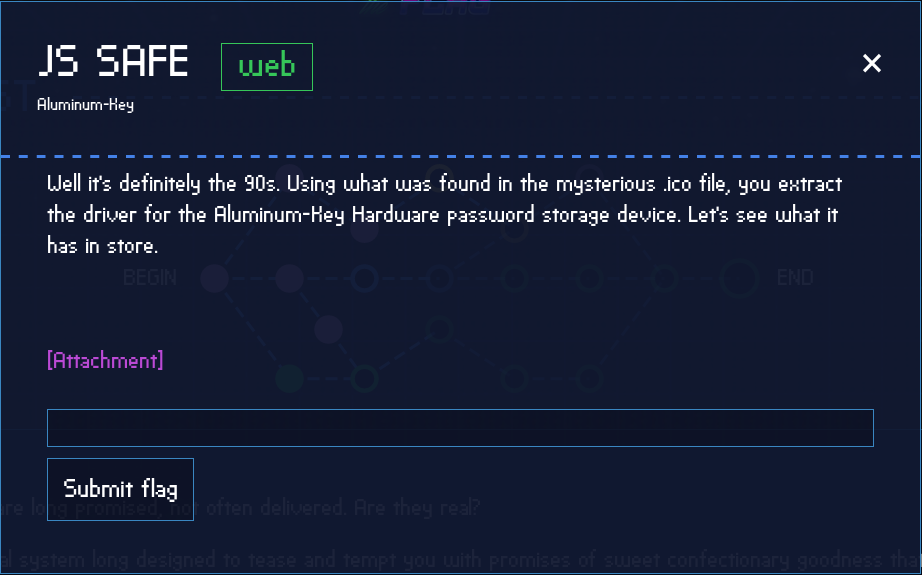 JS SAFE
web
Aluminum-Key
Well it's definitely the 90s. Using what was found in the mysterious .ico file, you extract
the driver for the Aluminum-Key Hardware password storage device. Let's see what it
has in store.
BEGIN
END
[Attachment]
Submit flag
are long promised, not often delivered. Are they real?
al system long designed to tease and tempt you with promises of sweet confectionary goodness tha